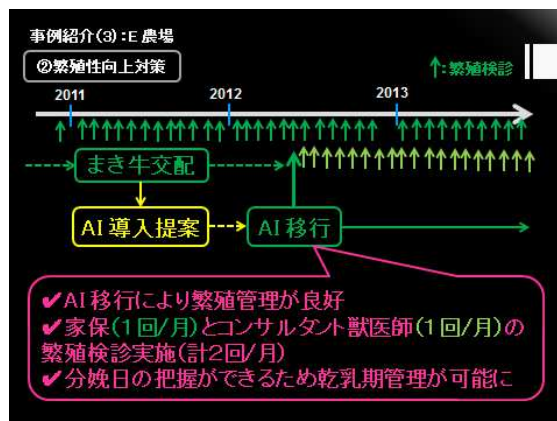 事例紹介(3):E農場
②繁殖性向上対策
↑:繁殖検診
2011 2012 2013
まき牛交配
AI導入提案 AI移行
✔AI移行により繁殖管理が良好
✔家保(1回/月)とコンサルタント獣医師(1回/月)の
繁殖検診実施(計2回/月)
✔分娩日の把握ができるため乾乳期管理が可能に